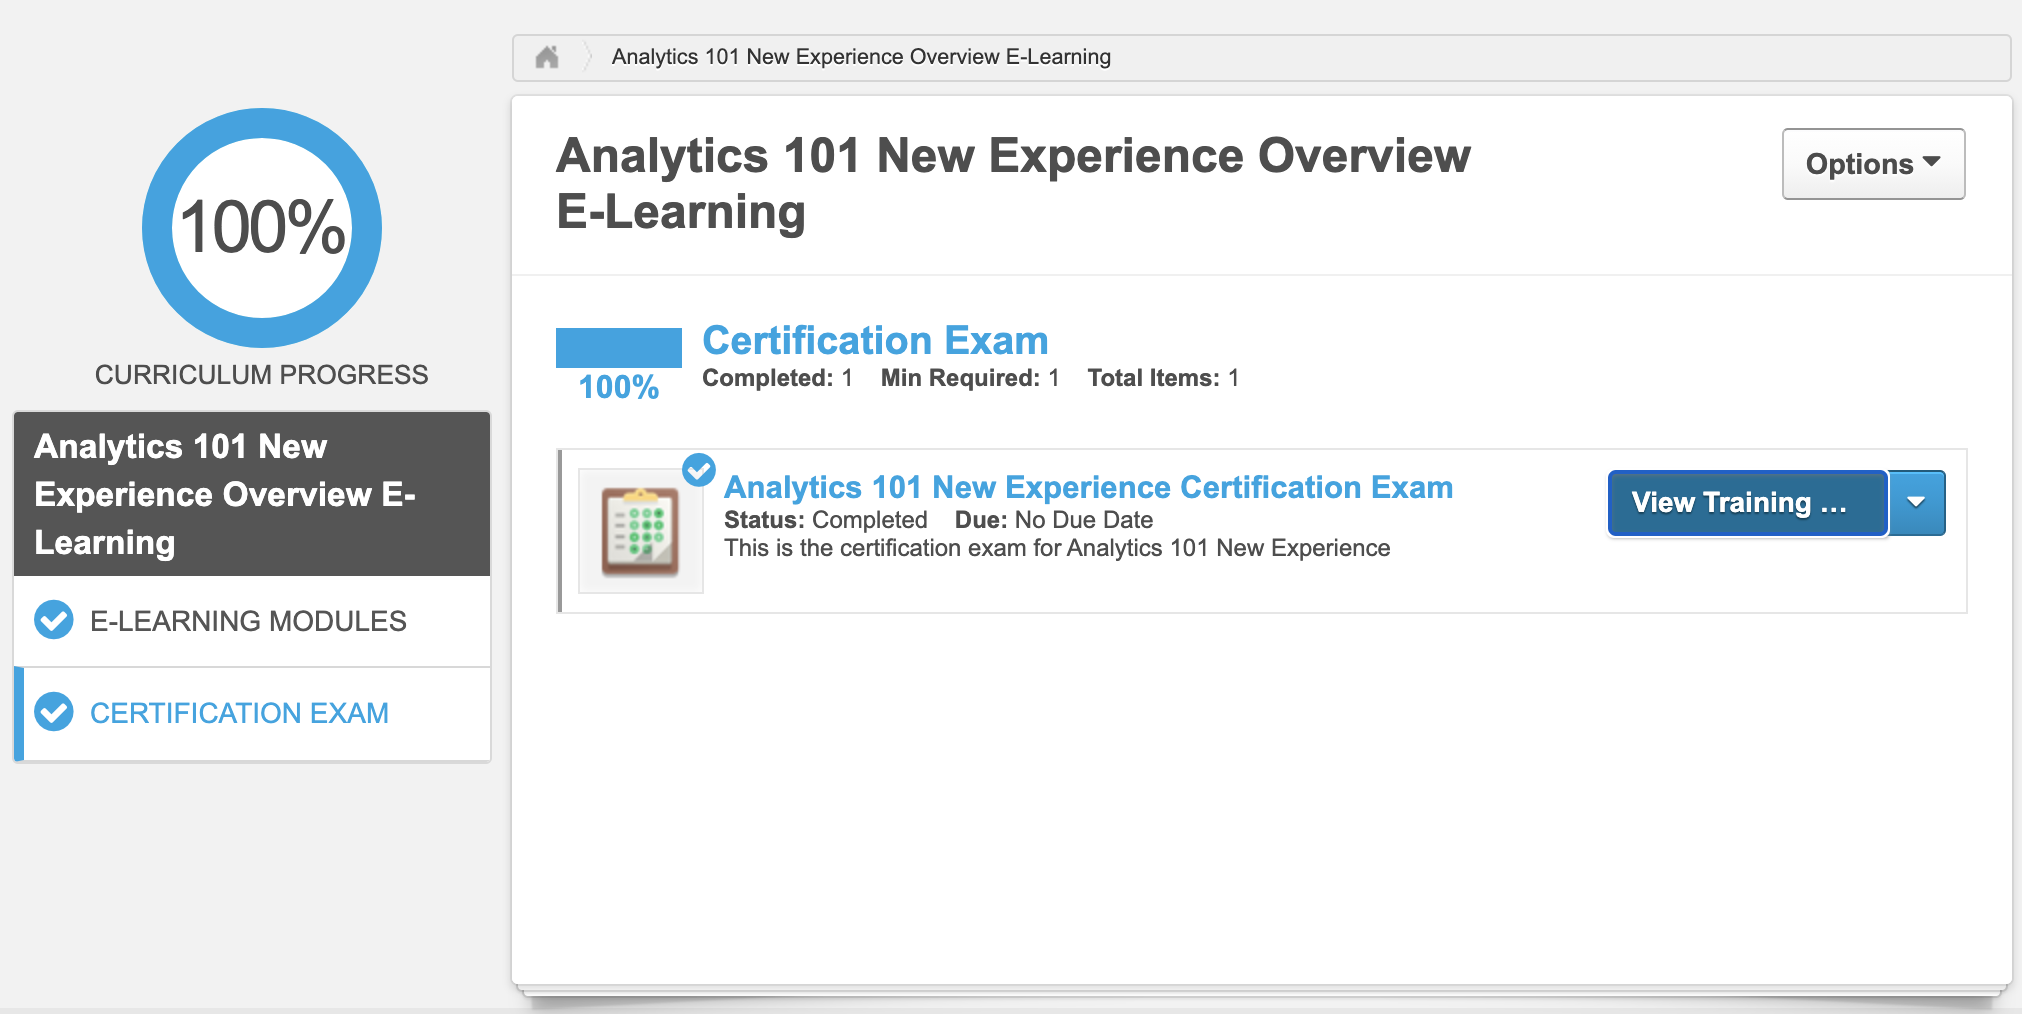 Analytics 101 New Experience Overview E-Learning
100%
CURRICULUM PROGRESS
Analytics 101 New
Experience Overview E-
Learning
E-LEARNING MODULES
CERTIFICATION EXAM
Analytics 101 New Experience Overview
E-Learning
Options
Certification Exam
100%
Completed: 1 Min Required: 1 Total Items: 1
Analytics 101 New Experience Certification Exam
Status: Completed Due: No Due Date
This is the certification exam for Analytics 101 New Experience
View Training ...